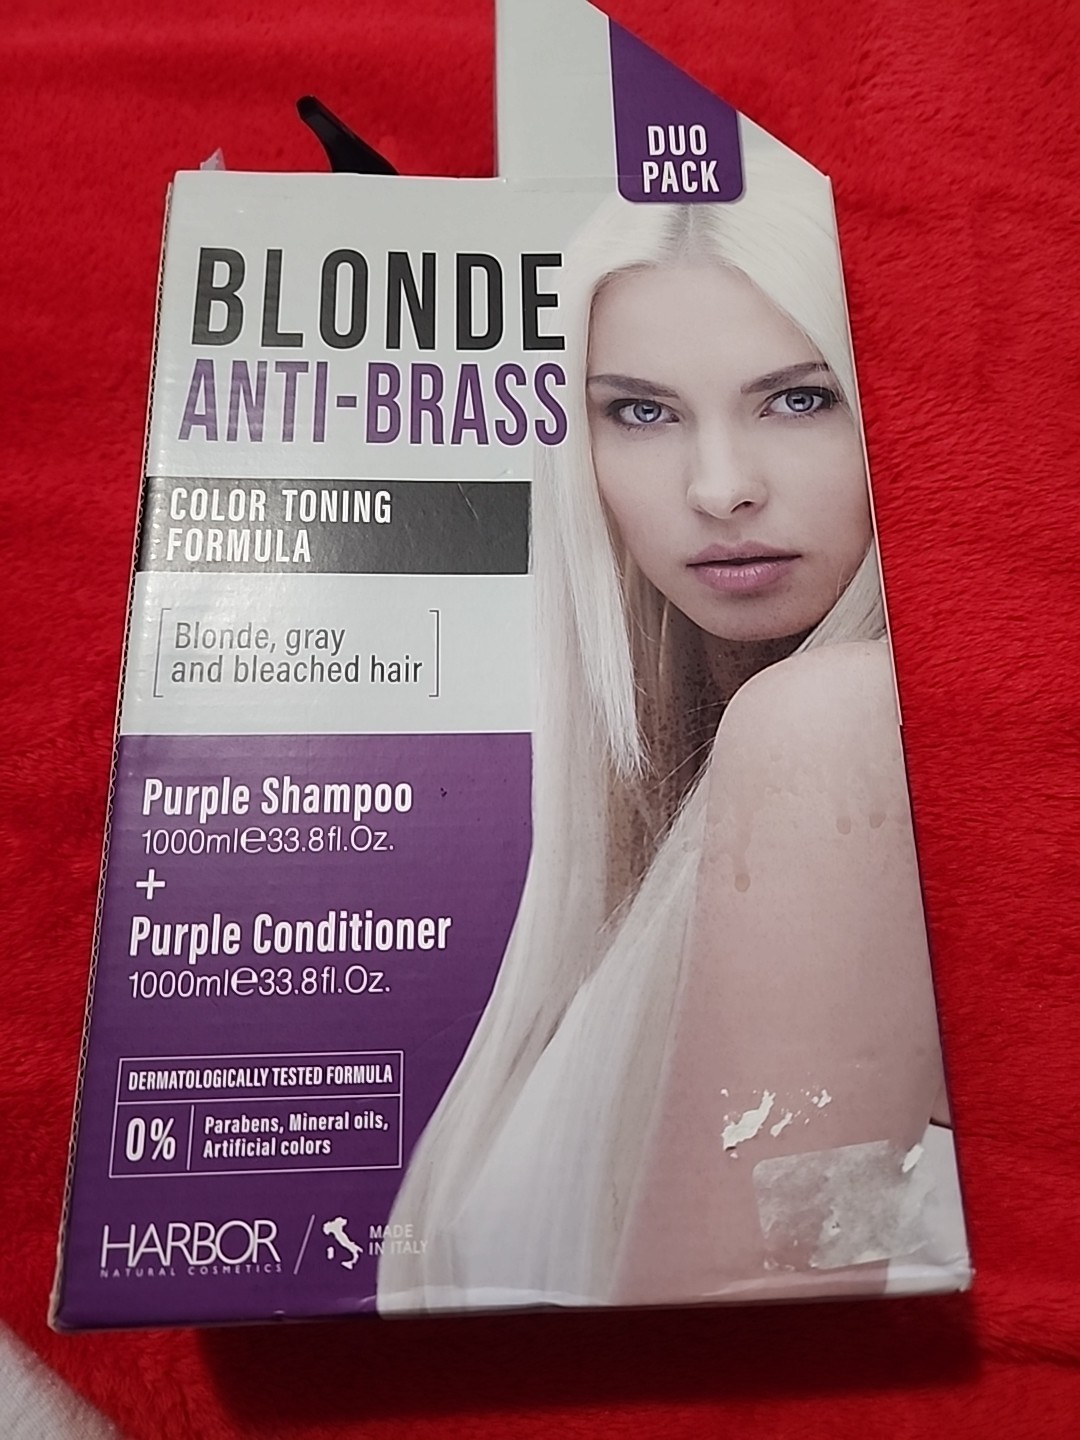 DUO
PACK
BLONDE
ANTI-BRASS
COLOR TONING
FORMULA
Blonde, gray
and bleached hair
Purple Shampoo
1000ml℮33.8fl.Oz.
+
Purple Conditioner
1000ml℮33.8fl.Oz.
DERMATOLOGICALLY TESTED FORMULA
0% Parabens, Mineral oils,
Artificial colors
HARBOR
NATURAL COSMETICS
MADE
IN ITALY